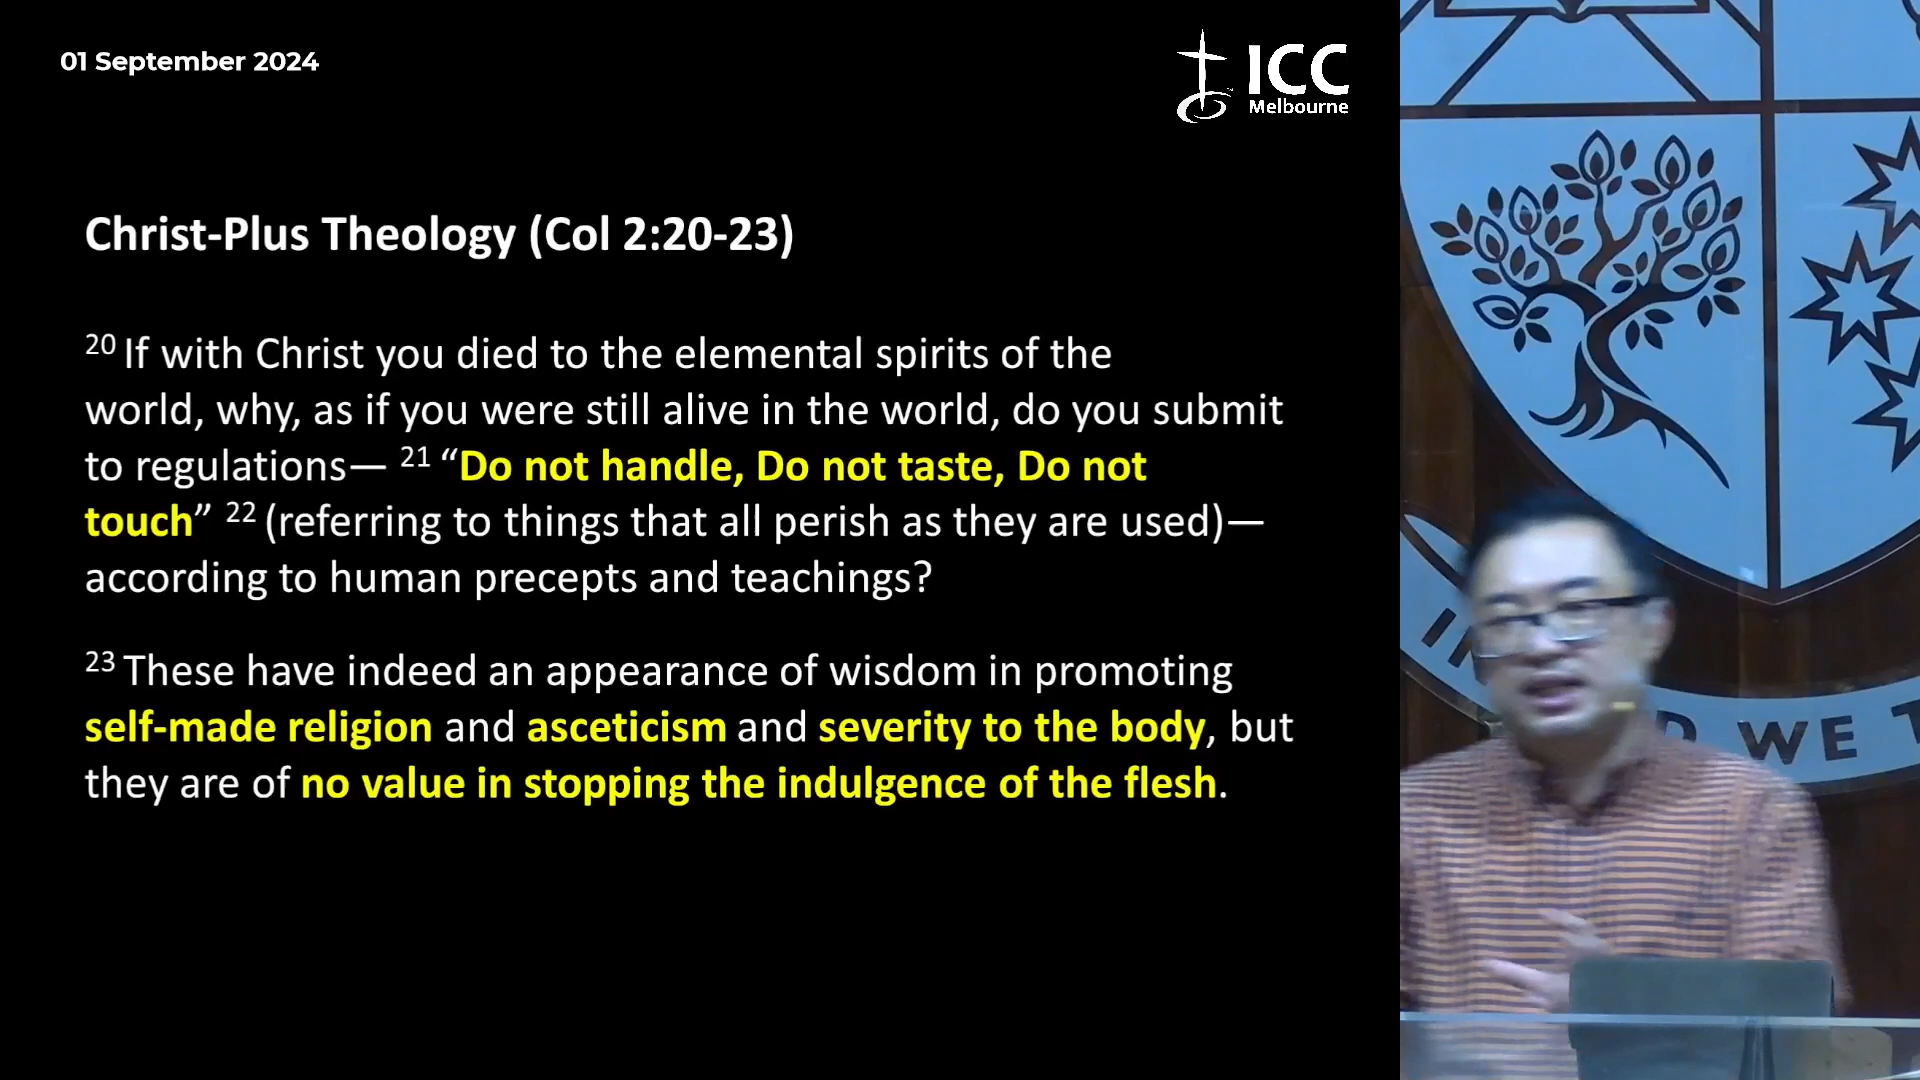 01 September 2024
ICC
Melbourne
Christ-Plus Theology (Col 2:20-23)
20 If with Christ you died to the elemental spirits of the
world, why, as if you were still alive in the world, do you submit
to regulations— 21 “Do not handle, Do not taste, Do not
touch” 22 (referring to things that all perish as they are used)—
according to human precepts and teachings?
23 These have indeed an appearance of wisdom in promoting
self-made religion and asceticism and severity to the body, but
they are of no value in stopping the indulgence of the flesh.
WE